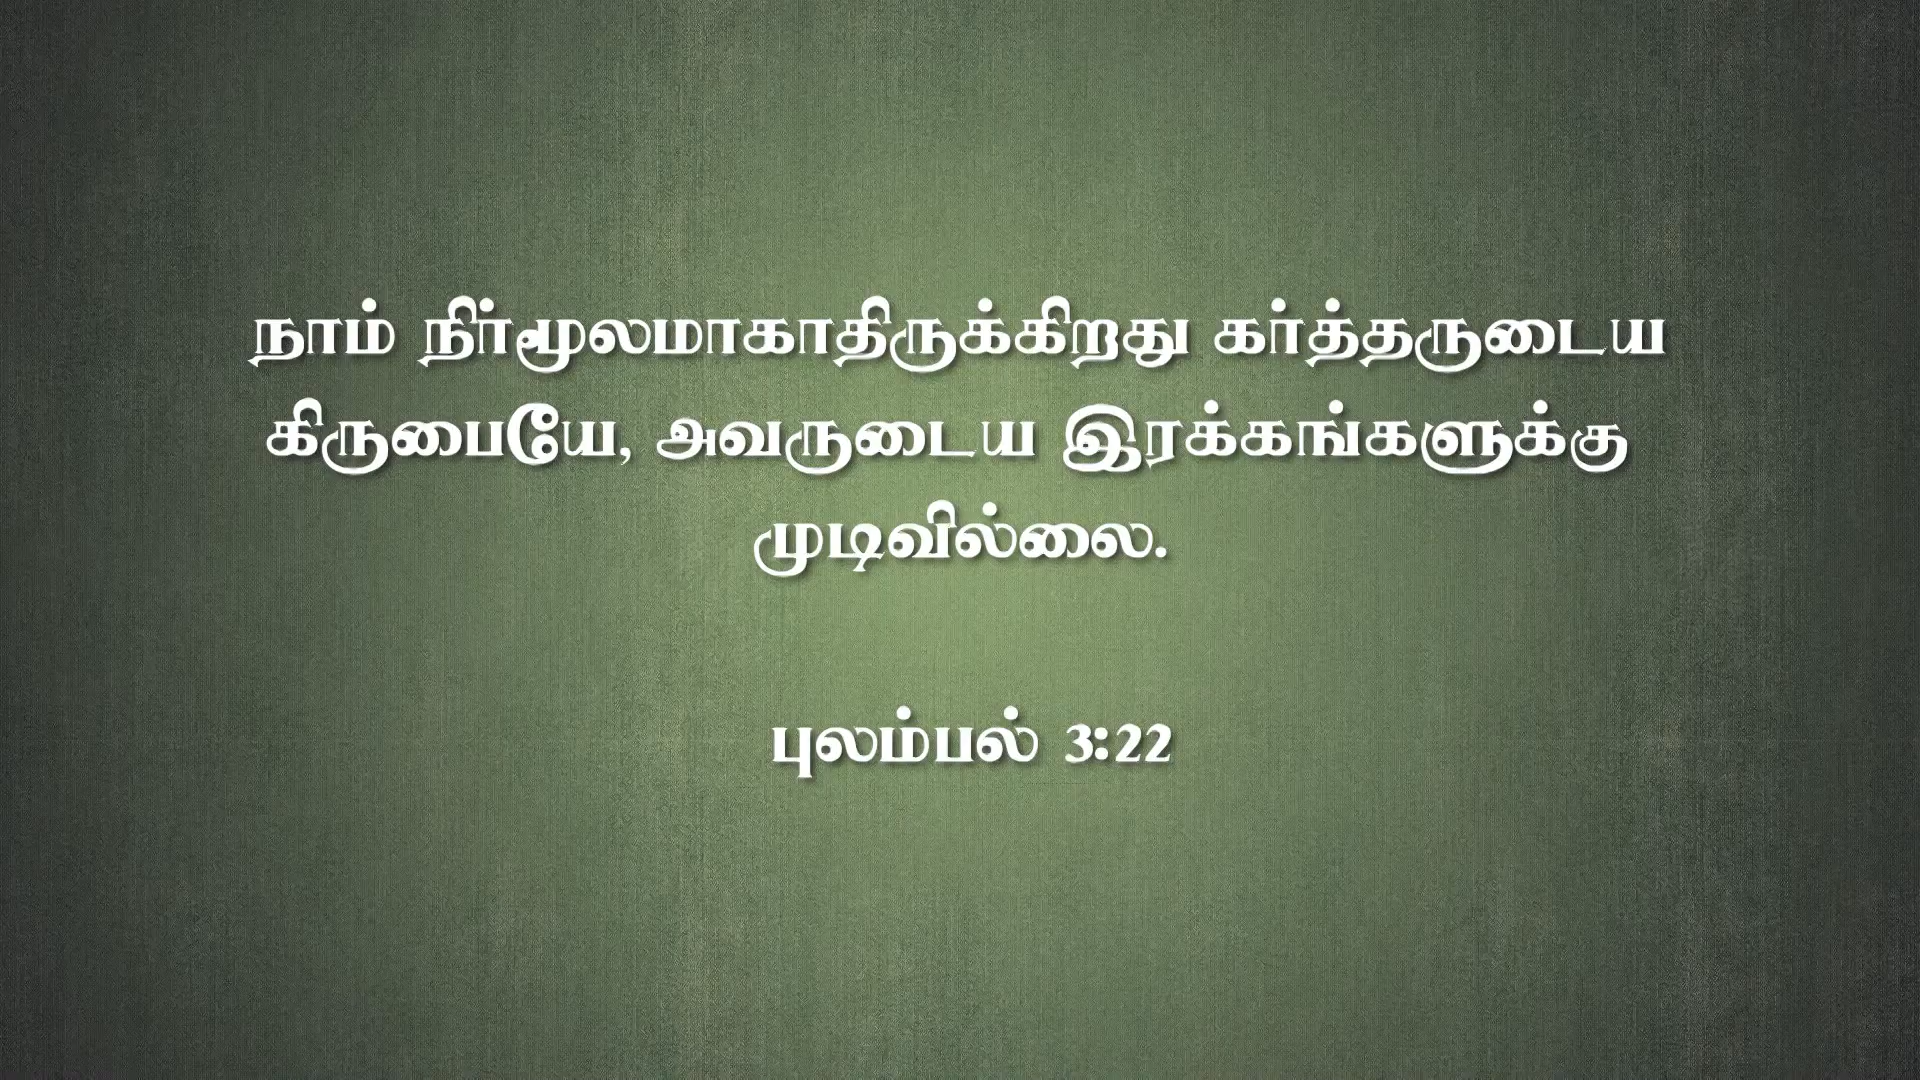 நாம் நிர்மூலமாகாதிருக்கிறது கர்த்தருடைய
கிருபையே, அவருடைய இரக்கங்களுக்கு
முடிவில்லை.
புலம்பல் 3:22